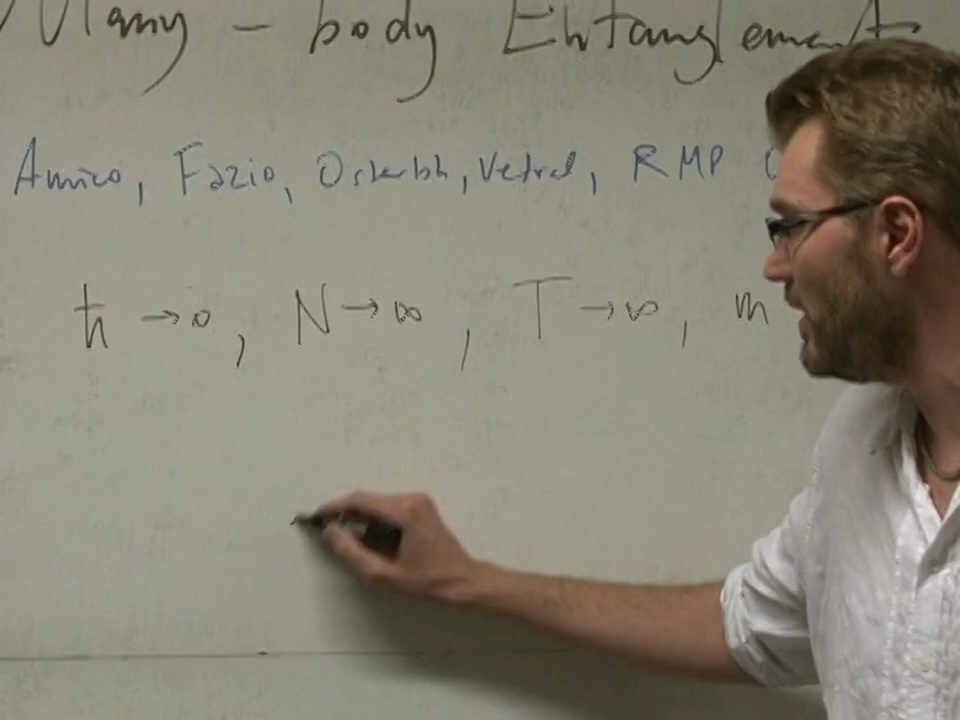 Many - body Entanglement
Amico, Fazio, Osterloh, Vedral, RMP
ħ → 0, N → ∞, T → ∞, m